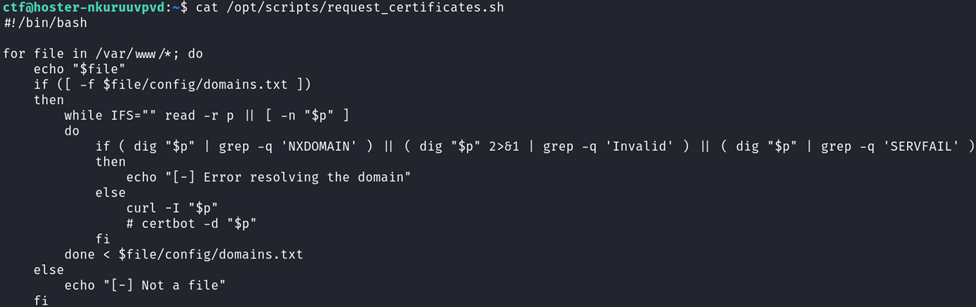 ctf@hoster-nkuruuvpvd:~$ cat /opt/scripts/request_certificates.sh
#!/bin/bash
for file in /var/www/*; do
    echo "$file"
    if ([ -f $file/config/domains.txt ])
    then
        while IFS="" read -r p || [ -n "$p" ]
        do
            if ( dig "$p" | grep -q 'NXDOMAIN' ) || ( dig "$p" 2>&1 | grep -q 'Invalid' ) || ( dig "$p" | grep -q 'SERVFAIL' )
            then
                echo "[-] Error resolving the domain"
            else
                curl -I "$p"
                # certbot -d "$p"
            fi
        done < $file/config/domains.txt
    else
        echo "[-] Not a file"
    fi